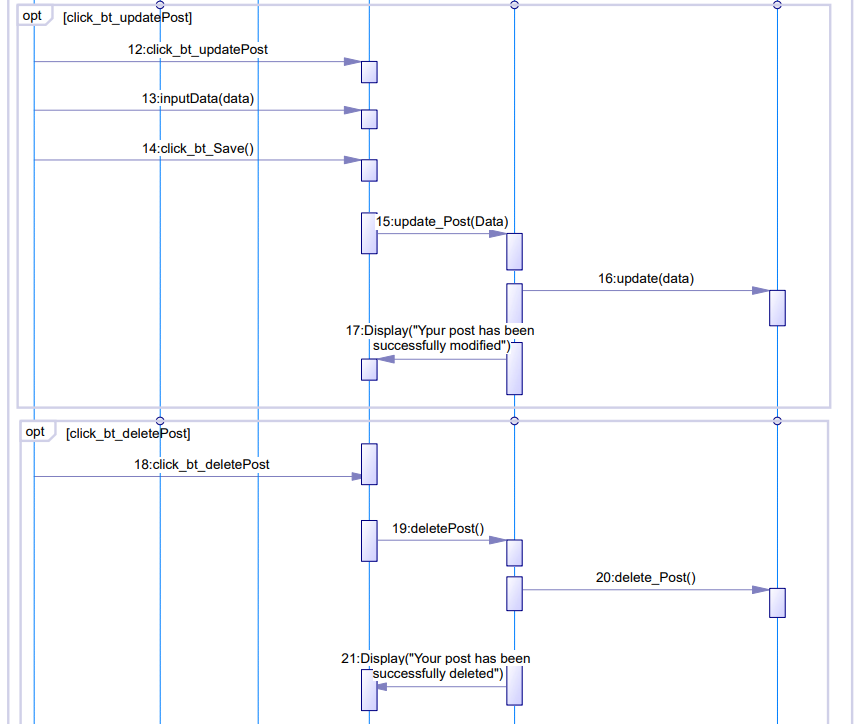 opt
[click_bt_updatePost]
12:click_bt_updatePost
13:inputData(data)
14:click_bt_Save()
15:update_Post(Data)
16:update(data)
17:Display("Ypur post has been
successfully modified")
opt
[click_bt_deletePost]
18:click_bt_deletePost
19:deletePost()
20:delete_Post()
21:Display("Your post has been
successfully deleted")